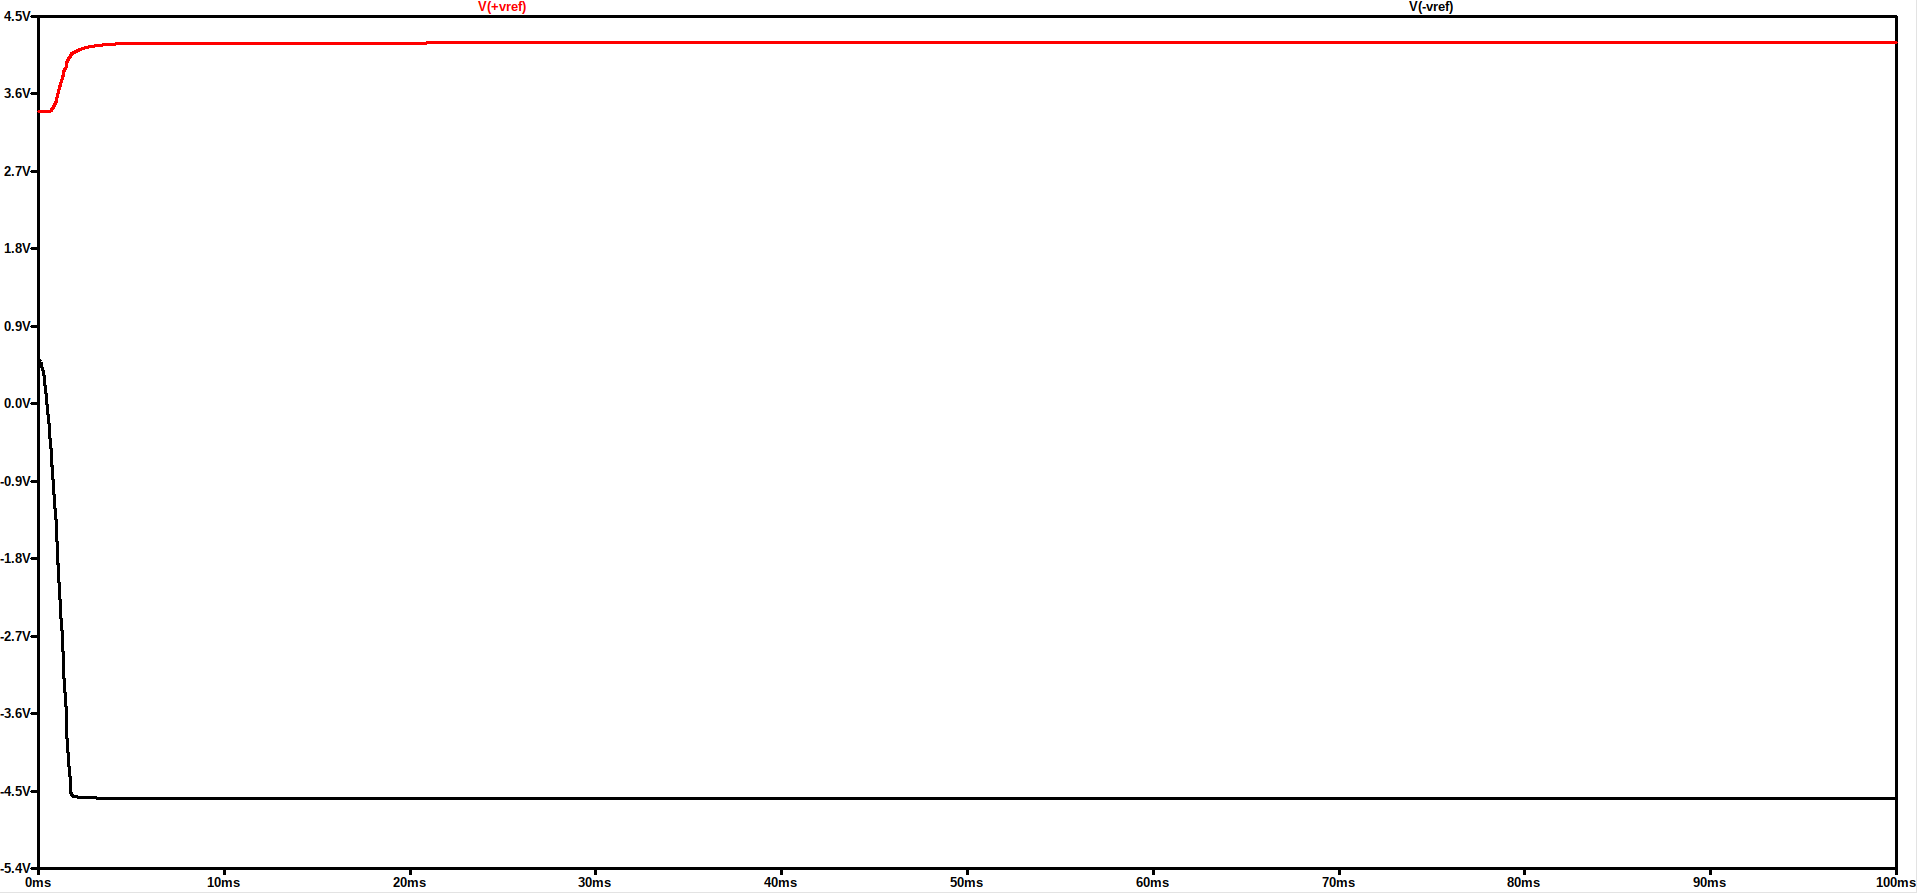 V(+vref) V(-vref)
4.5V
3.6V
2.7V
1.8V
0.9V
0.0V
-0.9V
-1.8V
-2.7V
-3.6V
-4.5V
-5.4V
0ms 10ms 20ms 30ms 40ms 50ms 60ms 70ms 80ms 90ms 100ms